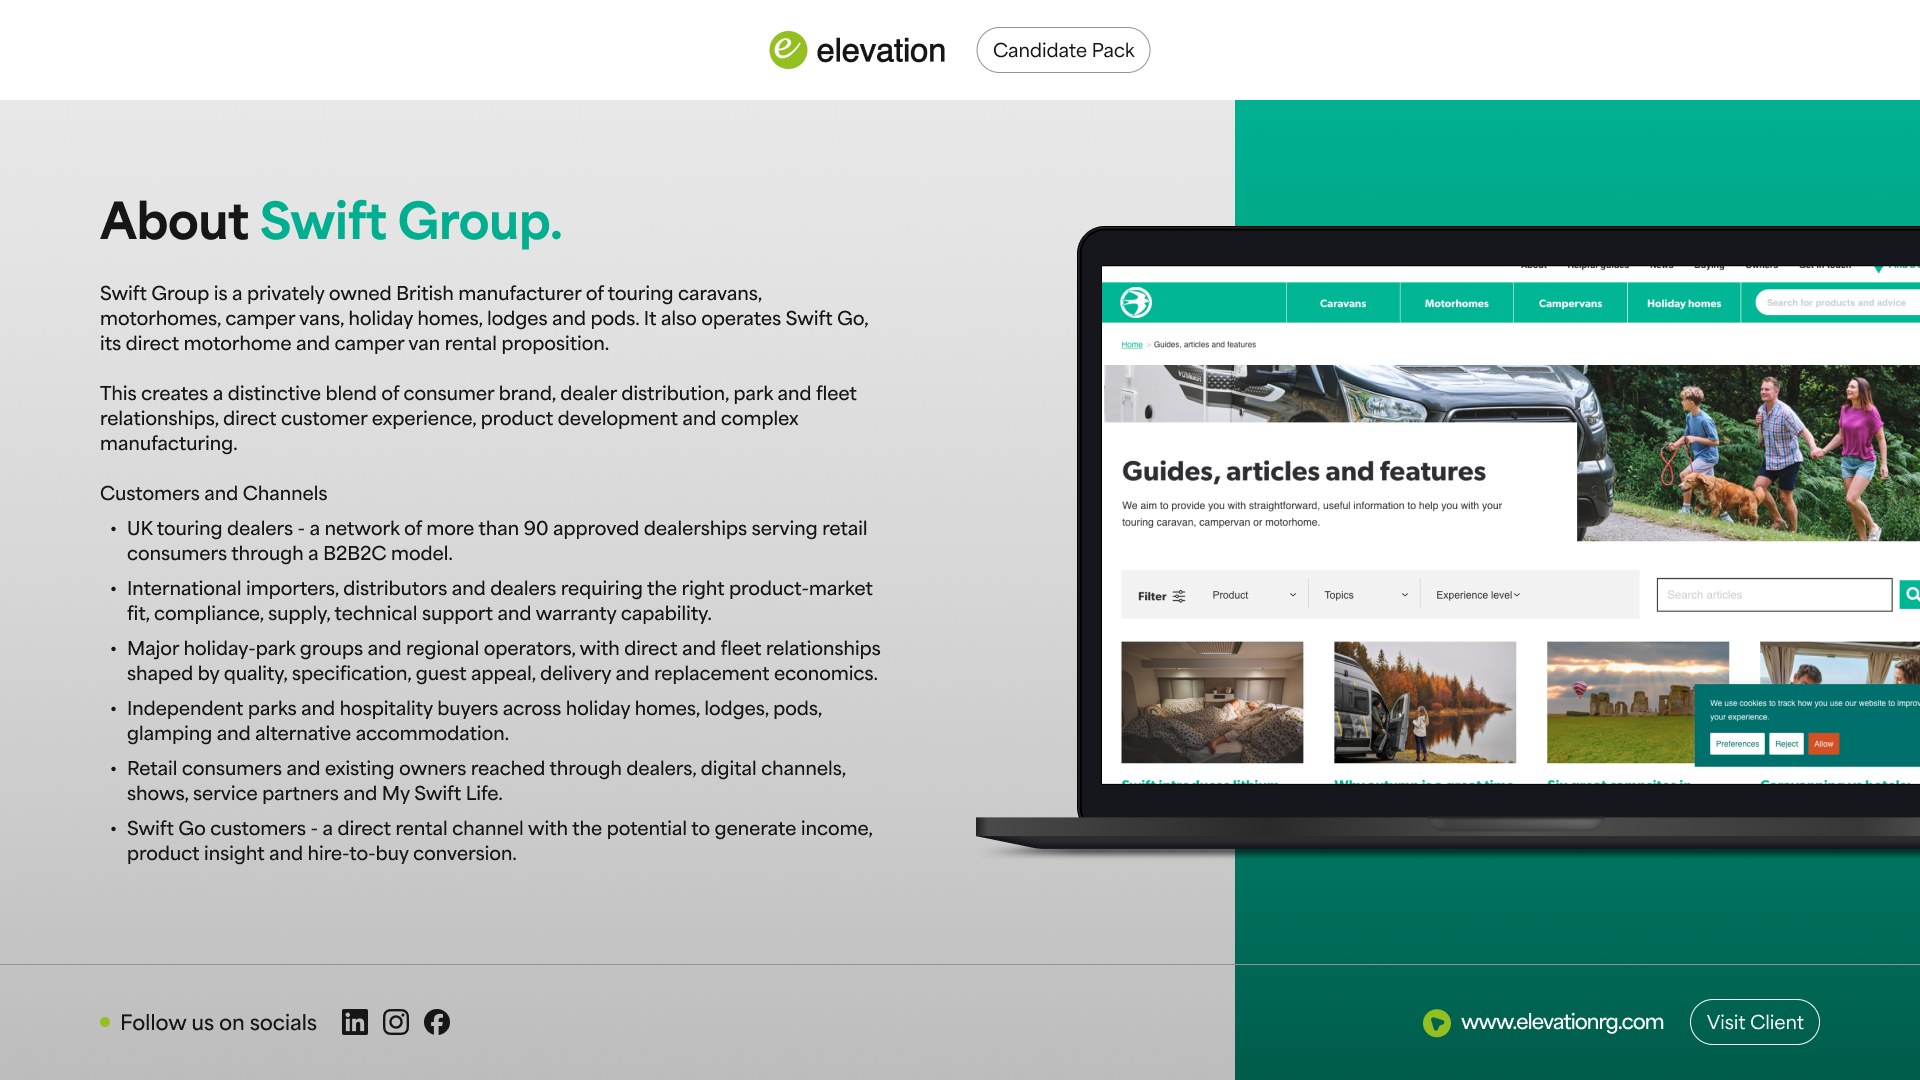 elevation
Candidate Pack
About Swift Group.
Swift Group is a privately owned British manufacturer of touring caravans,
motorhomes, camper vans, holiday homes, lodges and pods. It also operates Swift Go,
its direct motorhome and camper van rental proposition.
This creates a distinctive blend of consumer brand, dealer distribution, park and fleet
relationships, direct customer experience, product development and complex
manufacturing.
Customers and Channels
• UK touring dealers - a network of more than 90 approved dealerships serving retail
consumers through a B2B2C model.
• International importers, distributors and dealers requiring the right product-market
fit, compliance, supply, technical support and warranty capability.
• Major holiday-park groups and regional operators, with direct and fleet relationships
shaped by quality, specification, guest appeal, delivery and replacement economics.
• Independent parks and hospitality buyers across holiday homes, lodges, pods,
glamping and alternative accommodation.
• Retail consumers and existing owners reached through dealers, digital channels,
shows, service partners and My Swift Life.
• Swift Go customers - a direct rental channel with the potential to generate income,
product insight and hire-to-buy conversion.
Caravans
Motorhomes
Campervans
Holiday homes
Search for products and advice
Home > Guides, articles and features
Guides, articles and features
We aim to provide you with straightforward, useful information to help you with your
touring caravan, campervan or motorhome.
Filter
Product
Topics
Experience level
Search articles
We use cookies to track how you use our website to
your experience.
Preferences
Reject
Allow
Follow us on socials
www.elevationrg.com
Visit Client